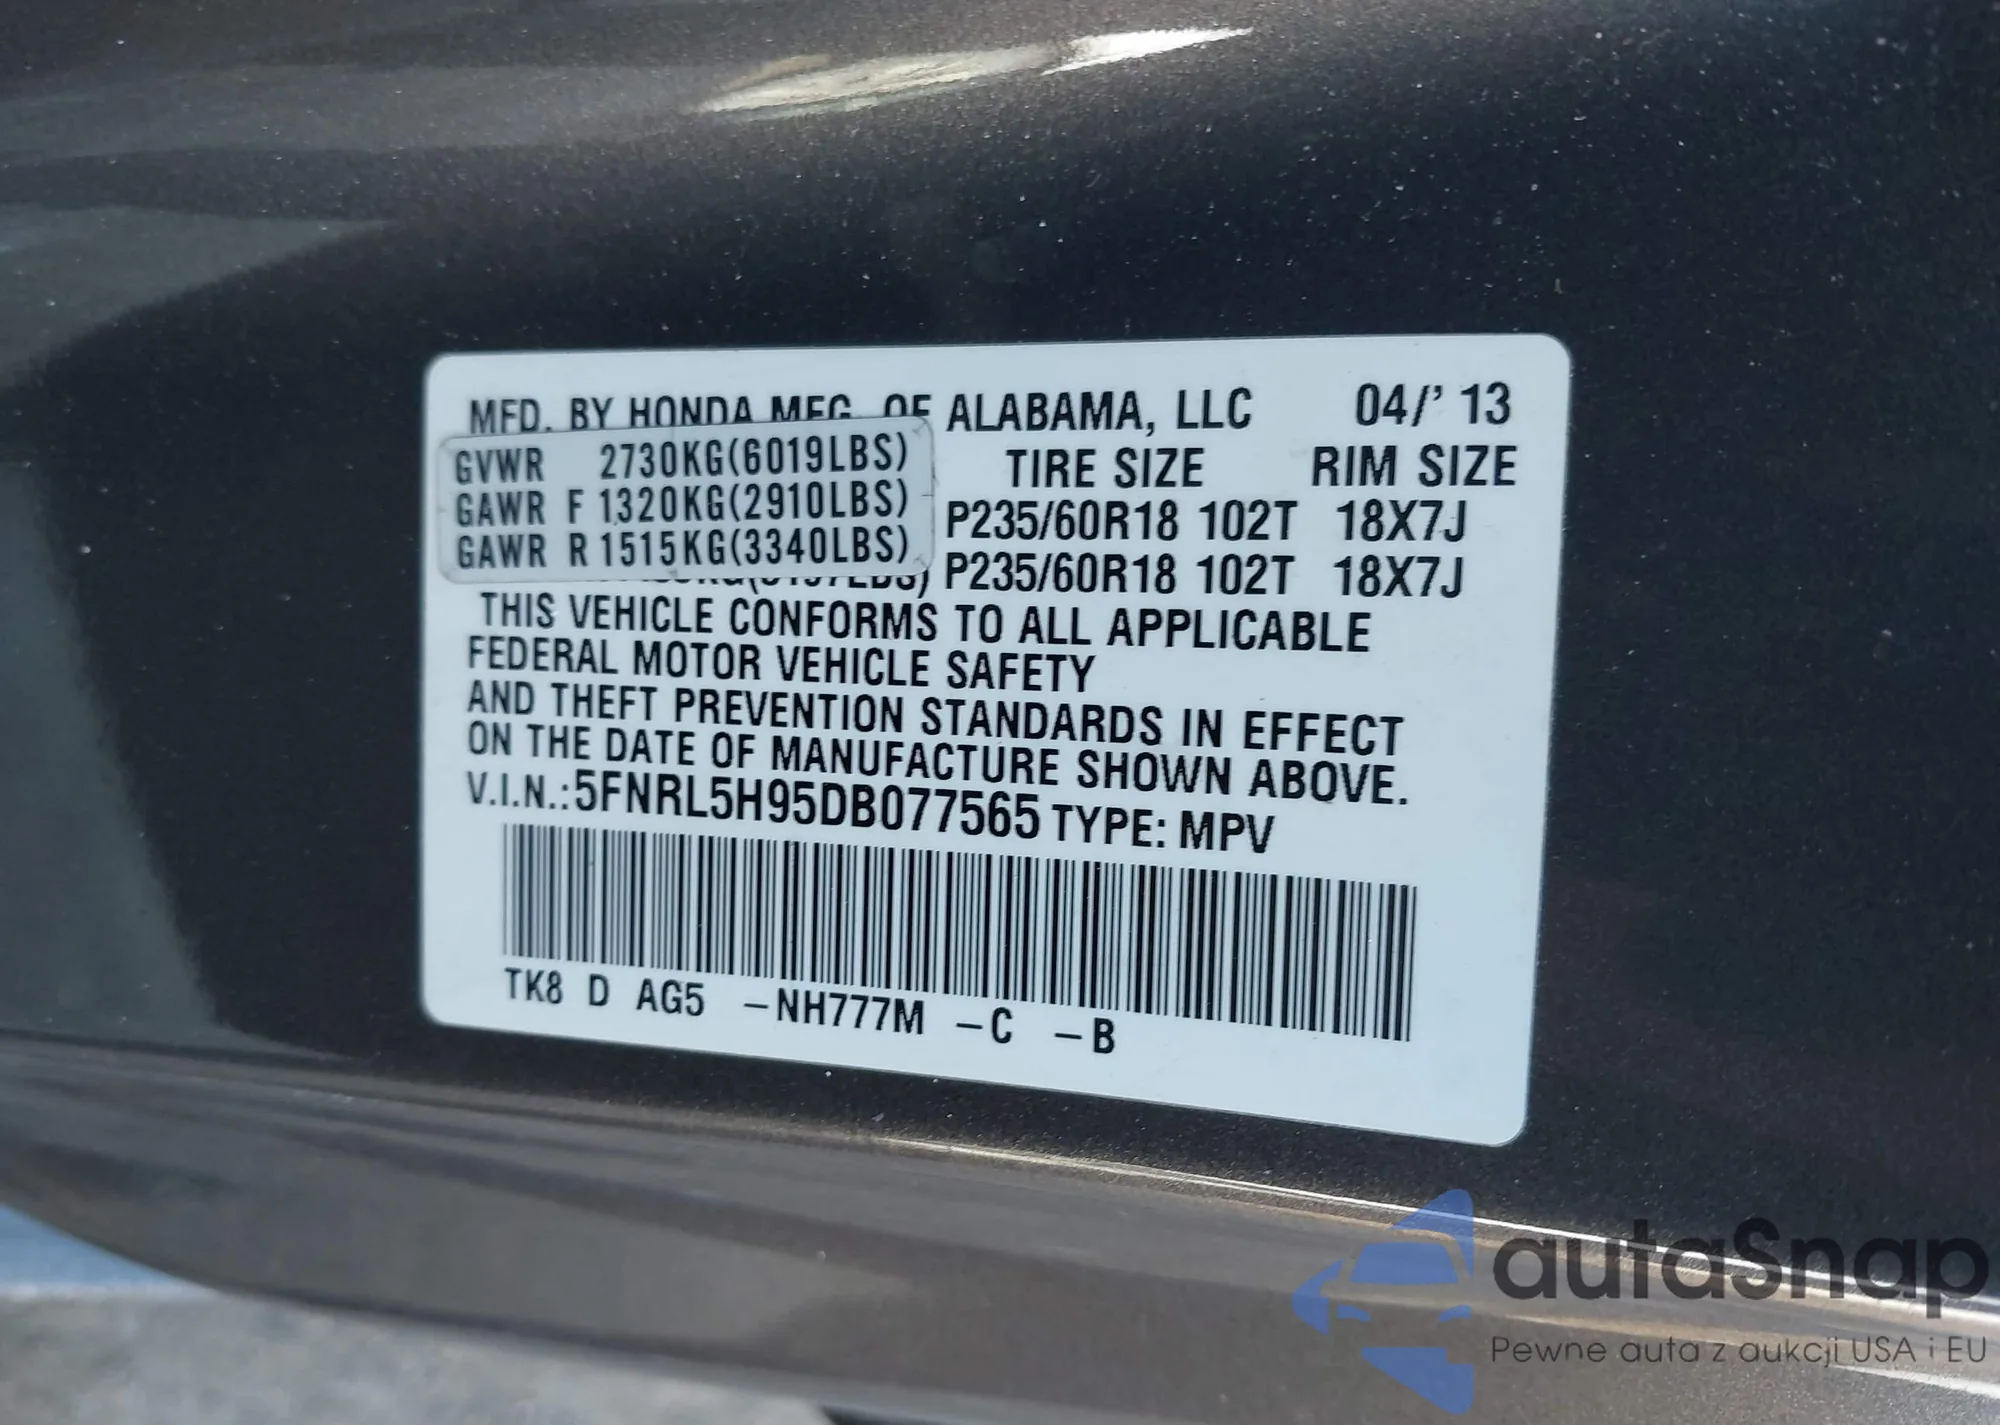 MFD. BY HONDA MFG. OF ALABAMA, LLC 04/' 13
GVWR 2730KG(6019LBS) TIRE SIZE RIM SIZE
GAWR F 1320KG(2910LBS) P235/60R18 102T 18X7J
GAWR R 1515KG(3340LBS) P235/60R18 102T 18X7J
THIS VEHICLE CONFORMS TO ALL APPLICABLE
FEDERAL MOTOR VEHICLE SAFETY
AND THEFT PREVENTION STANDARDS IN EFFECT
ON THE DATE OF MANUFACTURE SHOWN ABOVE.
V.I.N.:5FNRL5H95DB077565 TYPE: MPV
TK8 D AG5 -NH777M -C -B
autaSnap
Pewne auta z aukcji USA i EU